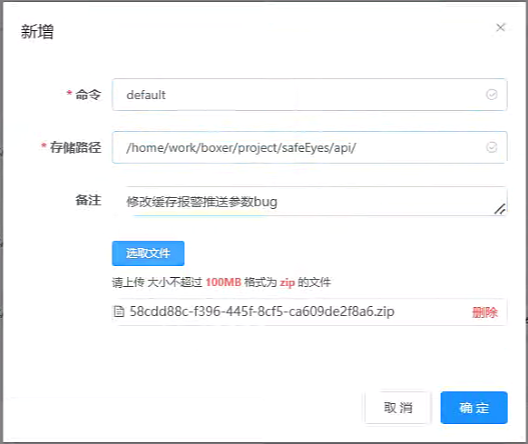 新增
* 命令 default
* 存储路径 /home/work/boxer/project/safeEyes/api/
备注 修改缓存报警推送参数bug
选取文件
请上传 大小不超过 100MB 格式为 zip 的文件
58cdd88c-f396-445f-8cf5-ca609de2f8a6.zip 删除
取消 确定